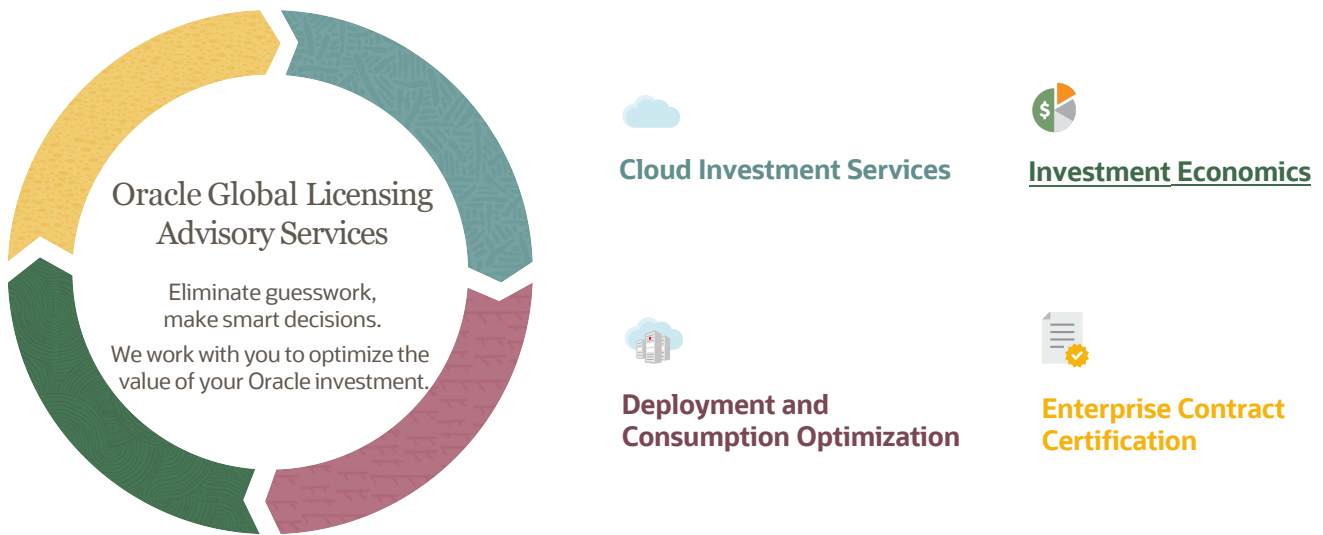 Oracle Global Licensing
Advisory Services
Eliminate guesswork,
make smart decisions.
We work with you to optimize the
value of your Oracle investment.
Cloud Investment Services
$
Investment Economics
Deployment and
Consumption Optimization
Enterprise Contract
Certification